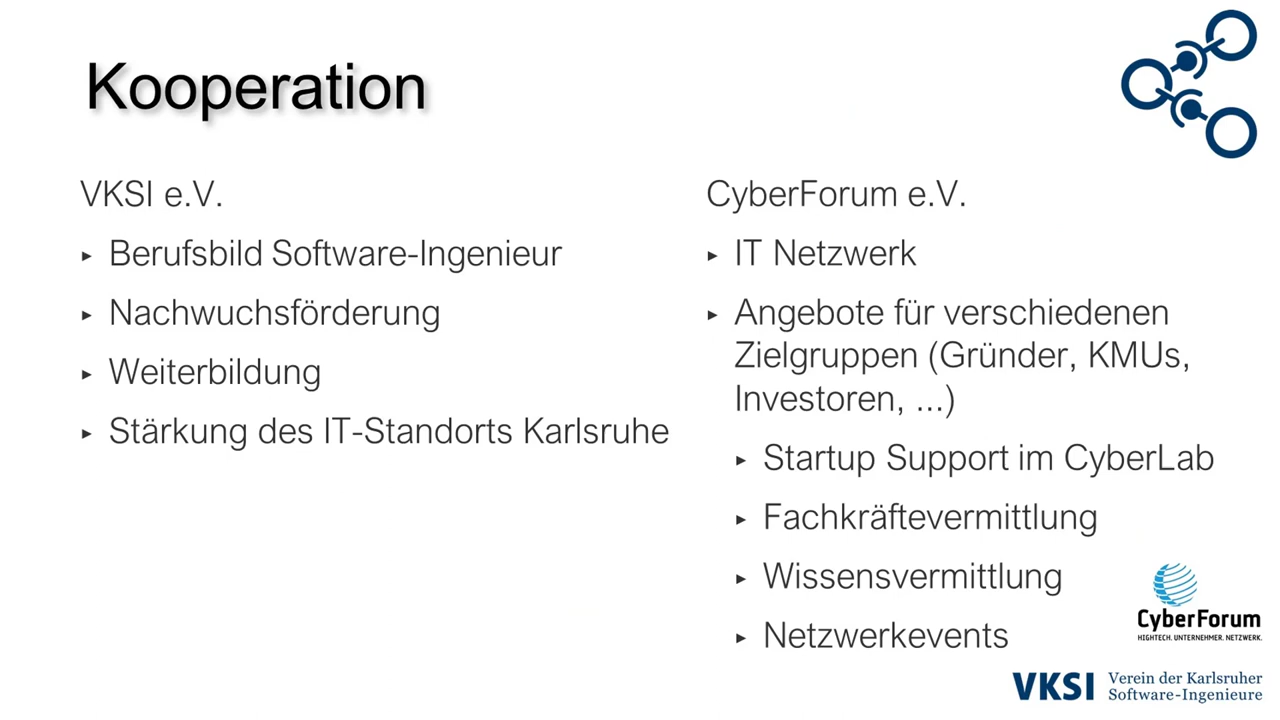 Kooperation
VKSI e.V.
▸ Berufsbild Software-Ingenieur
▸ Nachwuchsförderung
▸ Weiterbildung
▸ Stärkung des IT-Standorts Karlsruhe
CyberForum e.V.
▸ IT Netzwerk
▸ Angebote für verschiedenen
Zielgruppen (Gründer, KMUs,
Investoren, ...)
▸ Startup Support im CyberLab
▸ Fachkräftevermittlung
▸ Wissensvermittlung
▸ Netzwerkevents
CyberForum
HIGHTECH. UNTERNEHMER. NETZWERK.
VKSI Verein der Karlsruher
Software-Ingenieure